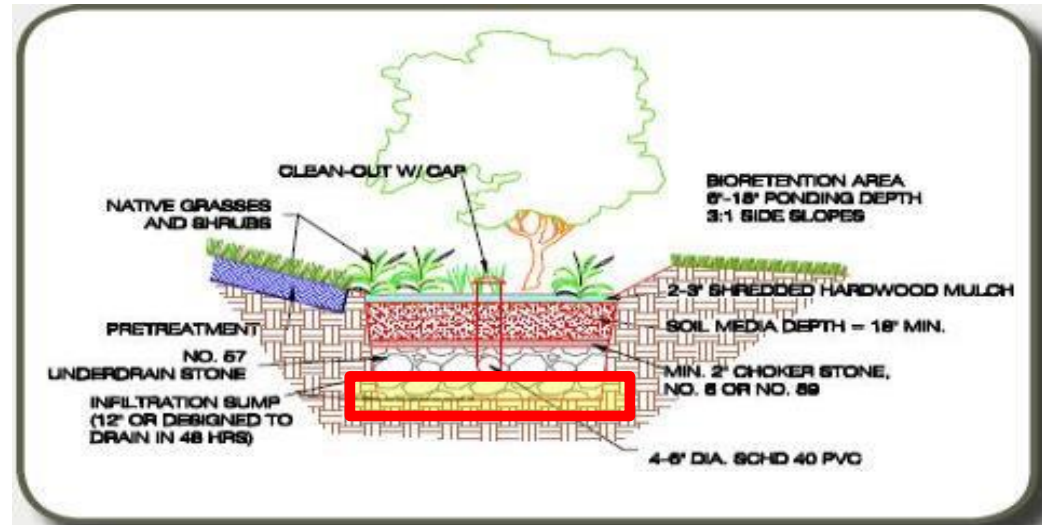 CLEAN-OUT W/ CAP
NATIVE GRASSES
AND SHRUBS
BIORETENTION AREA
6"-18" PONDING DEPTH
3:1 SIDE SLOPES
2-3" SHREDDED HARDWOOD MULCH
PRETREATMENT
SOIL MEDIA DEPTH = 18" MIN.
NO. 57
UNDERDRAIN STONE
MIN. 2" CHOKER STONE,
NO. 8 OR NO. 89
INFILTRATION SUMP
(12" OR DESIGNED TO
DRAIN IN 48 HRS)
4-6" DIA. SCHD 40 PVC